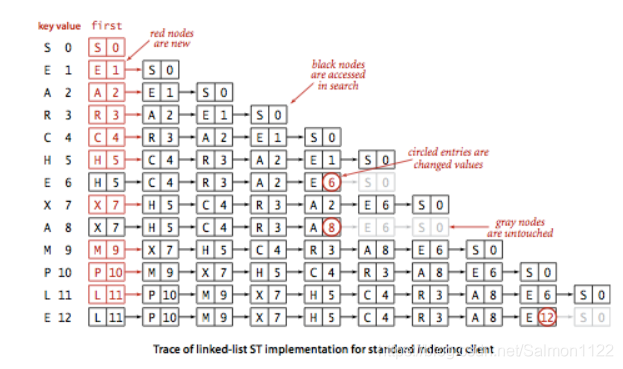 key value first
red nodes
are new
S 0 S 0
E 1 E 1 S 0
black nodes
are accessed
in search
A 2 A 2 E 1 S 0
R 3 R 3 A 2 E 1 S 0
C 4 C 4 R 3 A 2 E 1 S 0
circled entries are
changed values
H 5 H 5 C 4 R 3 A 2 E 1 S 0
E 6 H 5 C 4 R 3 A 2 E 6 S 0
X 7 X 7 H 5 C 4 R 3 A 2 E 6 S 0
gray nodes
are untouched
A 8 X 7 H 5 C 4 R 3 A 8 E 6 S 0
M 9 M 9 X 7 H 5 C 4 R 3 A 8 E 6 S 0
P 10 P 10 M 9 X 7 H 5 C 4 R 3 A 8 E 6 S 0
L 11 L 11 P 10 M 9 X 7 H 5 C 4 R 3 A 8 E 6 S 0
E 12 L 11 P 10 M 9 X 7 H 5 C 4 R 3 A 8 E 12 S 0
Trace of linked-list ST implementation for standard indexing client
.net/Salmon1122